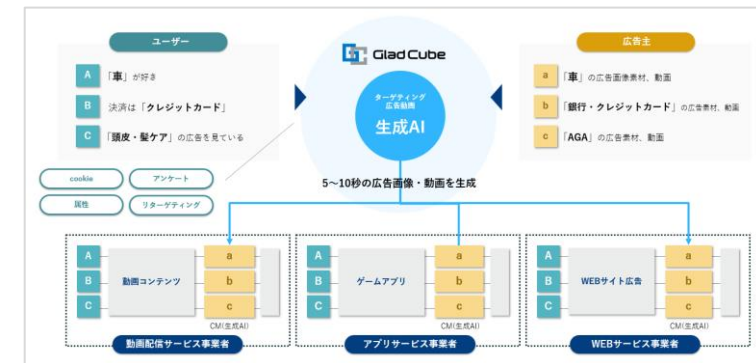 ユーザー
A 「車」が好き
B 決済は「クレジットカード」
C 「頭皮・髪ケア」の広告を見ている
cookie アンケート
属性 リターゲティング
Glad Cube
ターゲティング
広告動画
生成AI
5～10秒の広告画像・動画を生成
広告主
a 「車」の広告画像素材、動画
b 「銀行・クレジットカード」の広告素材、動画
c 「AGA」の広告素材、動画
A a
B 動画コンテンツ b
C c
CM(生成AI)
動画配信サービス事業者
A a
B ゲームアプリ b
C c
CM(生成AI)
アプリサービス事業者
A a
B WEBサイト広告 b
C c
CM(生成AI)
WEBサービス事業者